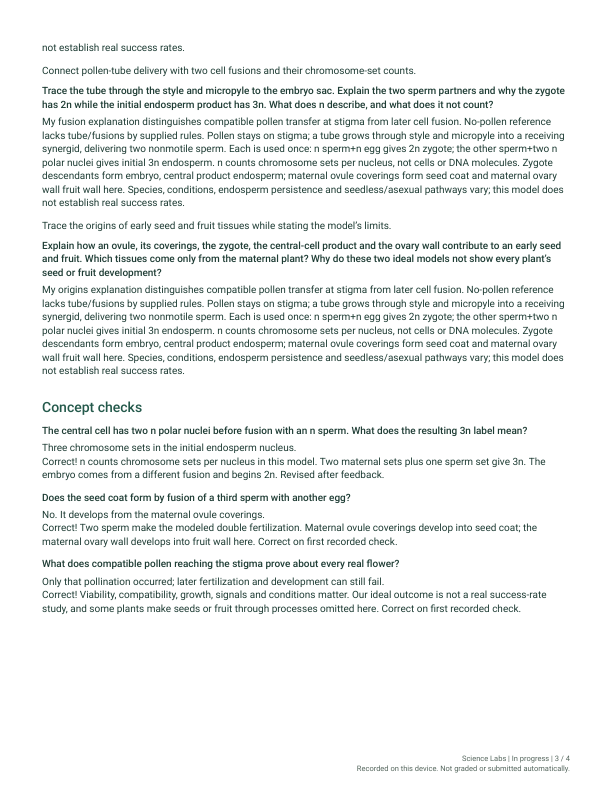 not establish real success rates.
Connect pollen-tube delivery with two cell fusions and their chromosome-set counts.
Trace the tube through the style and micropyle to the embryo sac. Explain the two sperm partners and why the zygote
has 2n while the initial endosperm product has 3n. What does n describe, and what does it not count?
My fusion explanation distinguishes compatible pollen transfer at stigma from later cell fusion. No-pollen reference
lacks tube/fusions by supplied rules. Pollen stays on stigma; a tube grows through style and micropyle into a receiving
synergid, delivering two nonmotile sperm. Each is used once: n sperm+n egg gives 2n zygote; the other sperm+two n
polar nuclei gives initial 3n endosperm. n counts chromosome sets per nucleus, not cells or DNA molecules. Zygote
descendants form embryo, central product endosperm; maternal ovule coverings form seed coat and maternal ovary
wall fruit wall here. Species, conditions, endosperm persistence and seedless/asexual pathways vary; this model does
not establish real success rates.
Trace the origins of early seed and fruit tissues while stating the model's limits.
Explain how an ovule, its coverings, the zygote, the central-cell product and the ovary wall contribute to an early seed
and fruit. Which tissues come only from the maternal plant? Why do these two ideal models not show every plant's
seed or fruit development?
My origins explanation distinguishes compatible pollen transfer at stigma from later cell fusion. No-pollen reference
lacks tube/fusions by supplied rules. Pollen stays on stigma; a tube grows through style and micropyle into a receiving
synergid, delivering two nonmotile sperm. Each is used once: n sperm+n egg gives 2n zygote; the other sperm+two n
polar nuclei gives initial 3n endosperm. n counts chromosome sets per nucleus, not cells or DNA molecules. Zygote
descendants form embryo, central product endosperm; maternal ovule coverings form seed coat and maternal ovary
wall fruit wall here. Species, conditions, endosperm persistence and seedless/asexual pathways vary; this model does
not establish real success rates.
Concept checks
The central cell has two n polar nuclei before fusion with an n sperm. What does the resulting 3n label mean?
Three chromosome sets in the initial endosperm nucleus.
Correct! n counts chromosome sets per nucleus in this model. Two maternal sets plus one sperm set give 3n. The
embryo comes from a different fusion and begins 2n. Revised after feedback.
Does the seed coat form by fusion of a third sperm with another egg?
No. It develops from the maternal ovule coverings.
Correct! Two sperm make the modeled double fertilization. Maternal ovule coverings develop into seed coat; the
maternal ovary wall develops into fruit wall here. Correct on first recorded check.
What does compatible pollen reaching the stigma prove about every real flower?
Only that pollination occurred; later fertilization and development can still fail.
Correct! Viability, compatibility, growth, signals and conditions matter. Our ideal outcome is not a real success-rate
study, and some plants make seeds or fruit through processes omitted here. Correct on first recorded check.
Science Labs | In progress | 3 / 4
Recorded on this device. Not graded or submitted automatically.